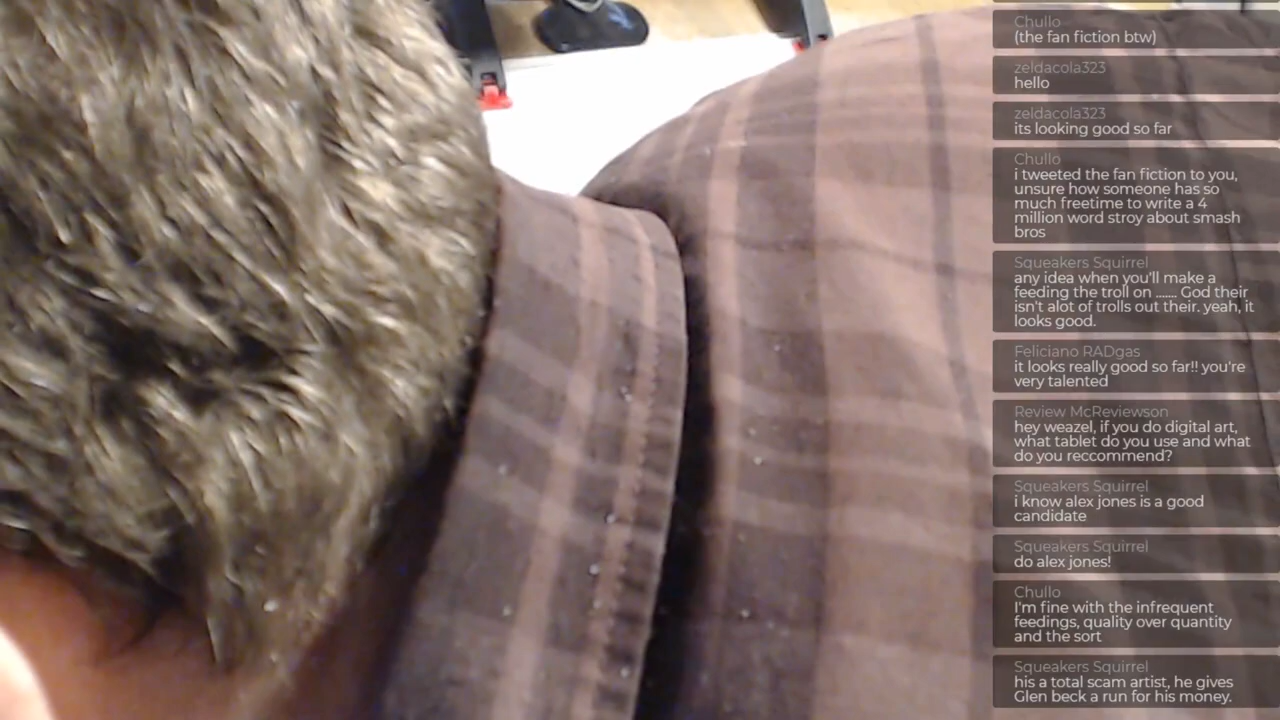 Chullo
(the fan fiction btw)
zeldacola323
hello
zeldacola323
its looking good so far
Chullo
i tweeted the fan fiction to you,
unsure how someone has so
much freetime to write a 4
million word stroy about smash
bros
Squeakers Squirrel
any idea when you'll make a
feeding the troll on ....... God their
isn't alot of trolls out their. yeah, it
looks good.
Feliciano RADgas
it looks really good so far!! you're
very talented
Review McReviewson
hey weazel, if you do digital art,
what tablet do you use and what
do you reccommend?
Squeakers Squirrel
i know alex jones is a good
candidate
Squeakers Squirrel
do alex jones!
Chullo
I'm fine with the infrequent
feedings, quality over quantity
and the sort
Squeakers Squirrel
his a total scam artist, he gives
Glen beck a run for his money.